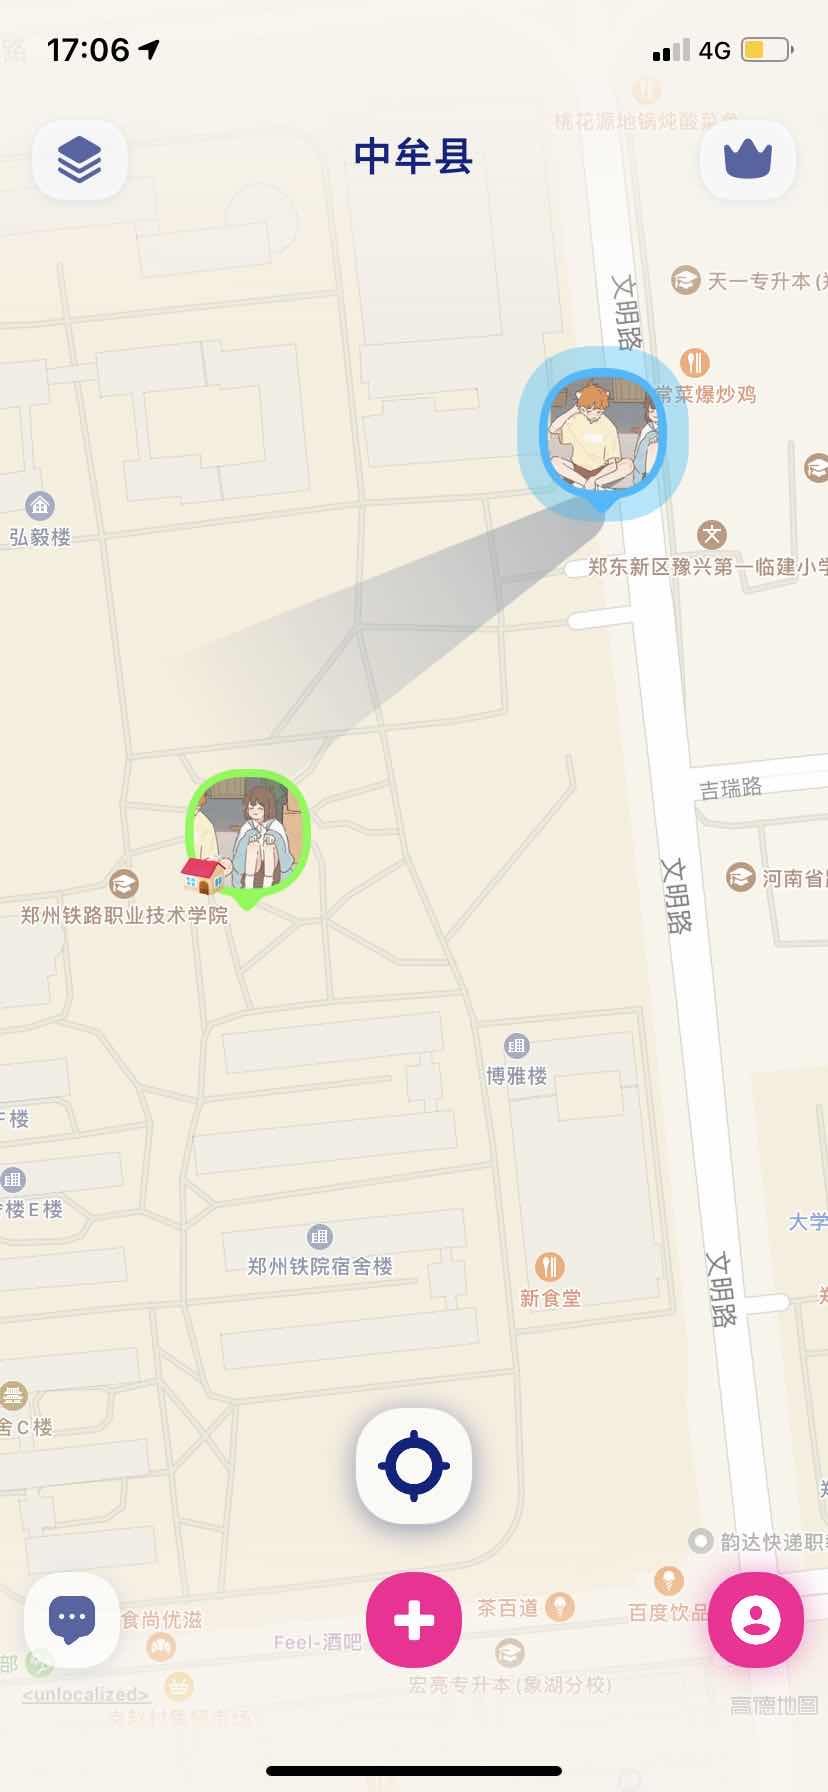 17:06
4G
中牟县
桃花源地锅炖酸菜鱼
文明路
天一专升本(郑
常菜爆炒鸡
弘毅楼
郑东新区豫兴第一临建小学
吉瑞路
文明路
河南省
郑州铁路职业技术学院
博雅楼
楼
楼E楼
大学
郑州铁院宿舍楼
新食堂
文明路
舍C楼
韵达快递职
食尚优滋
茶百道
百度饮品
Feel-酒吧
部
宏亮专升本(象湖分校)
<unlocalized>
高德地图